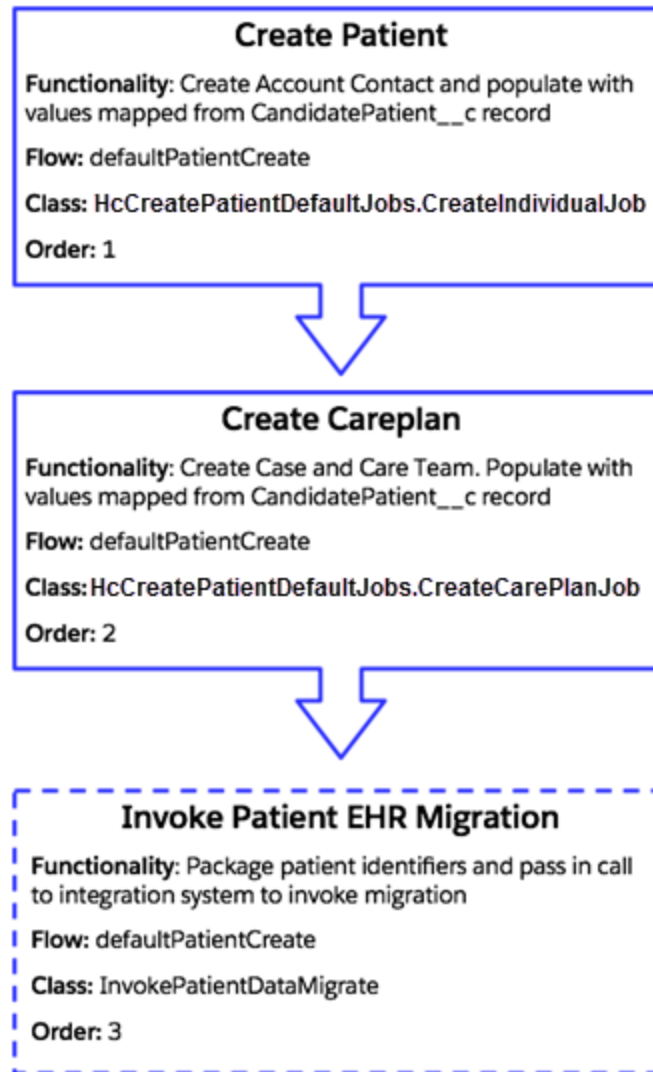 Create Patient
Functionality: Create Account Contact and populate with
values mapped from CandidatePatient__c record
Flow: defaultPatientCreate
Class: HcCreatePatientDefaultJobs.CreateIndividualJob
Order: 1
Create Careplan
Functionality: Create Case and Care Team. Populate with
values mapped from CandidatePatient__c record
Flow: defaultPatientCreate
Class: HcCreatePatientDefaultJobs.CreateCarePlanJob
Order: 2
Invoke Patient EHR Migration
Functionality: Package patient identifiers and pass in call
to integration system to invoke migration
Flow: defaultPatientCreate
Class: InvokePatientDataMigrate
Order: 3